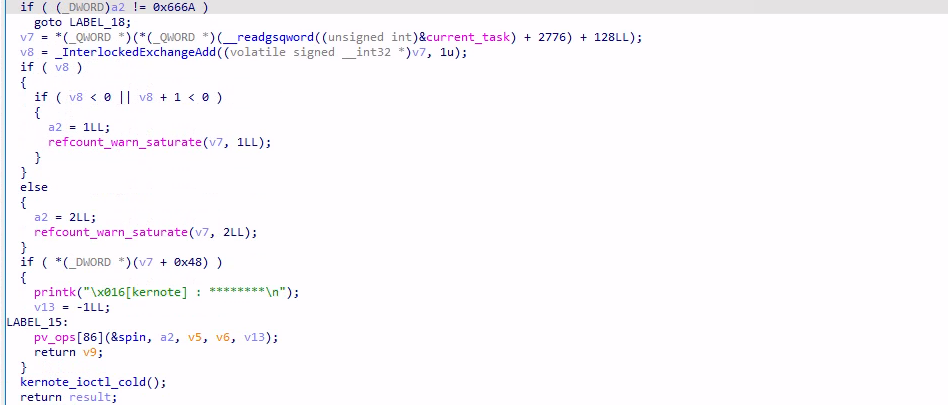 if ( (_DWORD)a2 != 0x666A )
goto LABEL_18;
v7 = *(_QWORD *)(*(_QWORD *)(__readgsqword((unsigned int)&current_task) + 2776) + 128LL);
v8 = _InterlockedExchangeAdd((volatile signed __int32 *)v7, 1u);
if ( v8 )
{
if ( v8 < 0 || v8 + 1 < 0 )
{
a2 = 1LL;
refcount_warn_saturate(v7, 1LL);
}
}
else
{
a2 = 2LL;
refcount_warn_saturate(v7, 2LL);
}
if ( *(_DWORD *)(v7 + 0x48) )
{
printk("\x016[kernote] : ********\n");
v13 = -1LL;
LABEL_15:
pv_ops[86](&spin, a2, v5, v6, v13);
return v9;
}
kernote_ioctl_cold();
return result;